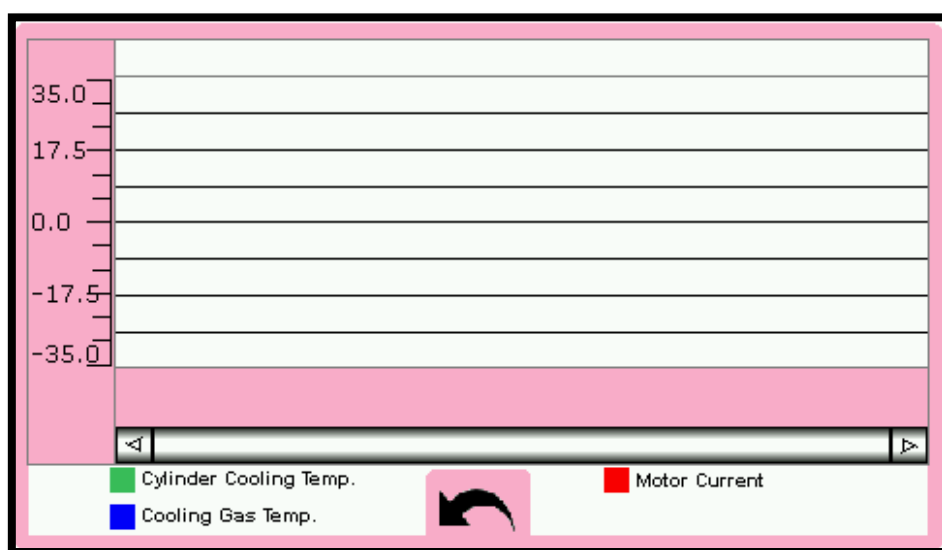 35.0
17.5
0.0
-17.5
-35.0
Cylinder Cooling Temp.
Motor Current
Cooling Gas Temp.